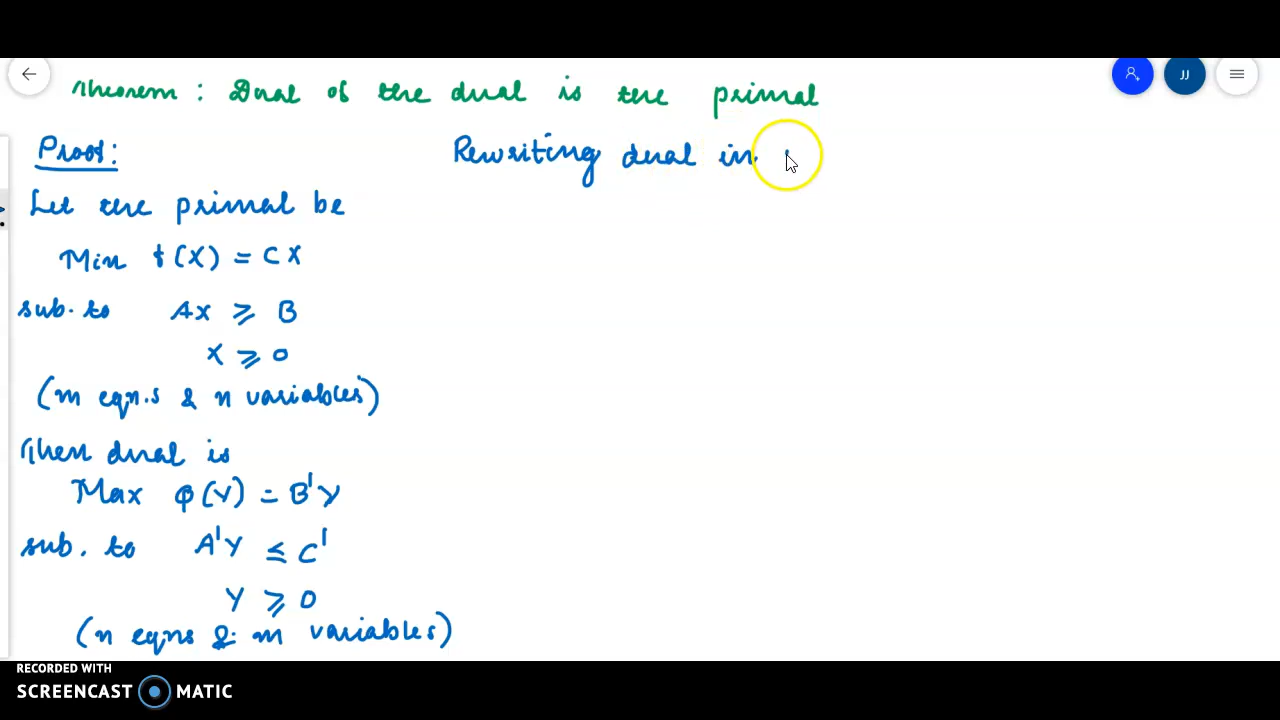 Theorem : Dual of the dual is the primal
Proof:
Let the primal be
Min f(X) = CX
sub. to AX ≥ B
X ≥ 0
(m eqn.s & n variables)
Then dual is
Max φ(Y) = B'Y
sub. to A'Y ≤ C'
Y ≥ 0
(n eqns & m variables)
Rewriting dual in
JJ
RECORDED WITH
SCREENCAST MATIC